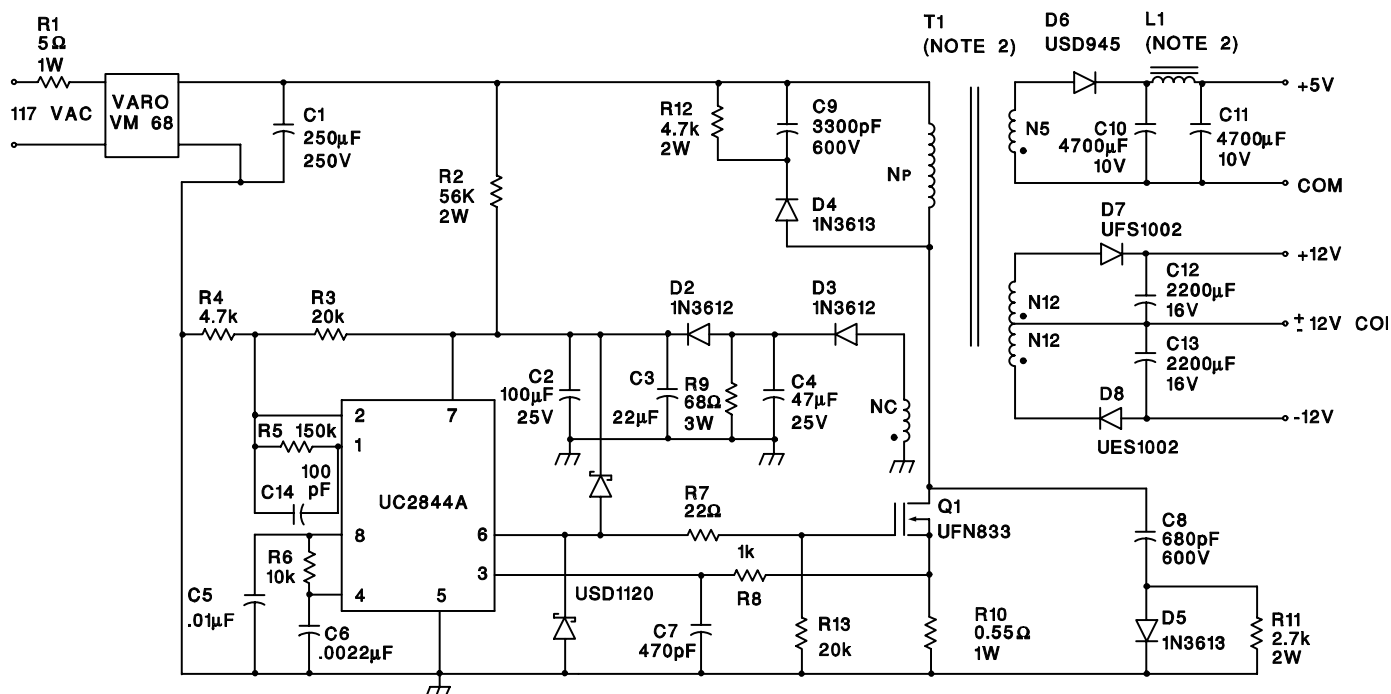 R1
5Ω
1W
117 VAC
VARO
VM 68
C1
250µF
250V
R2
56K
2W
R12
4.7k
2W
C9
3300pF
600V
D4
1N3613
NP
T1
(NOTE 2)
D6
USD945
L1
(NOTE 2)
N5
C10
4700µF
10V
C11
4700µF
10V
+5V
COM
D7
UFS1002
N12
N12
C12
2200µF
16V
C13
2200µF
16V
D8
UES1002
+12V
± 12V CO
-12V
R4
4.7k
R3
20k
D2
1N3612
D3
1N3612
C2
100µF
25V
C3
22µF
R9
68Ω
3W
C4
47µF
25V
NC
R5 150k
C14
100
pF
2
1
7
UC2844A
8
4
5
6
3
R6
10k
C5
.01µF
C6
.0022µF
USD1120
R7
22Ω
1k
R8
C7
470pF
R13
20k
Q1
UFN833
R10
0.55Ω
1W
C8
680pF
600V
D5
1N3613
R11
2.7k
2W